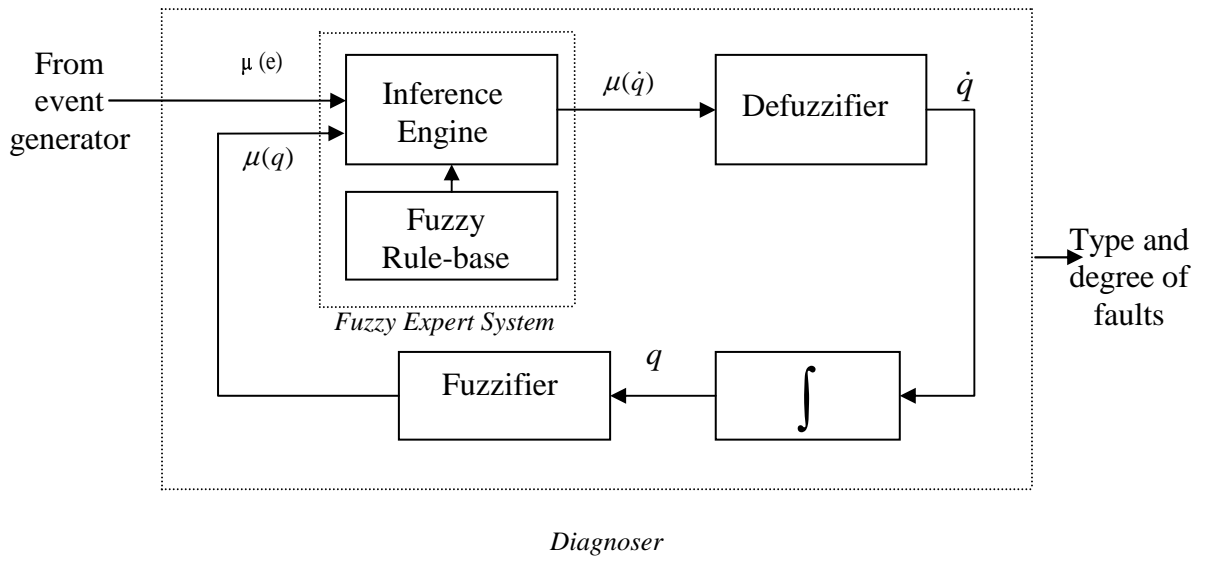 From
event
generator
μ (e)
μ(q)
Inference
Engine
Fuzzy
Rule-base
Fuzzy Expert System
μ(q̇)
Defuzzifier
q̇
Type and
degree of
faults
Fuzzifier
q
∫
Diagnoser